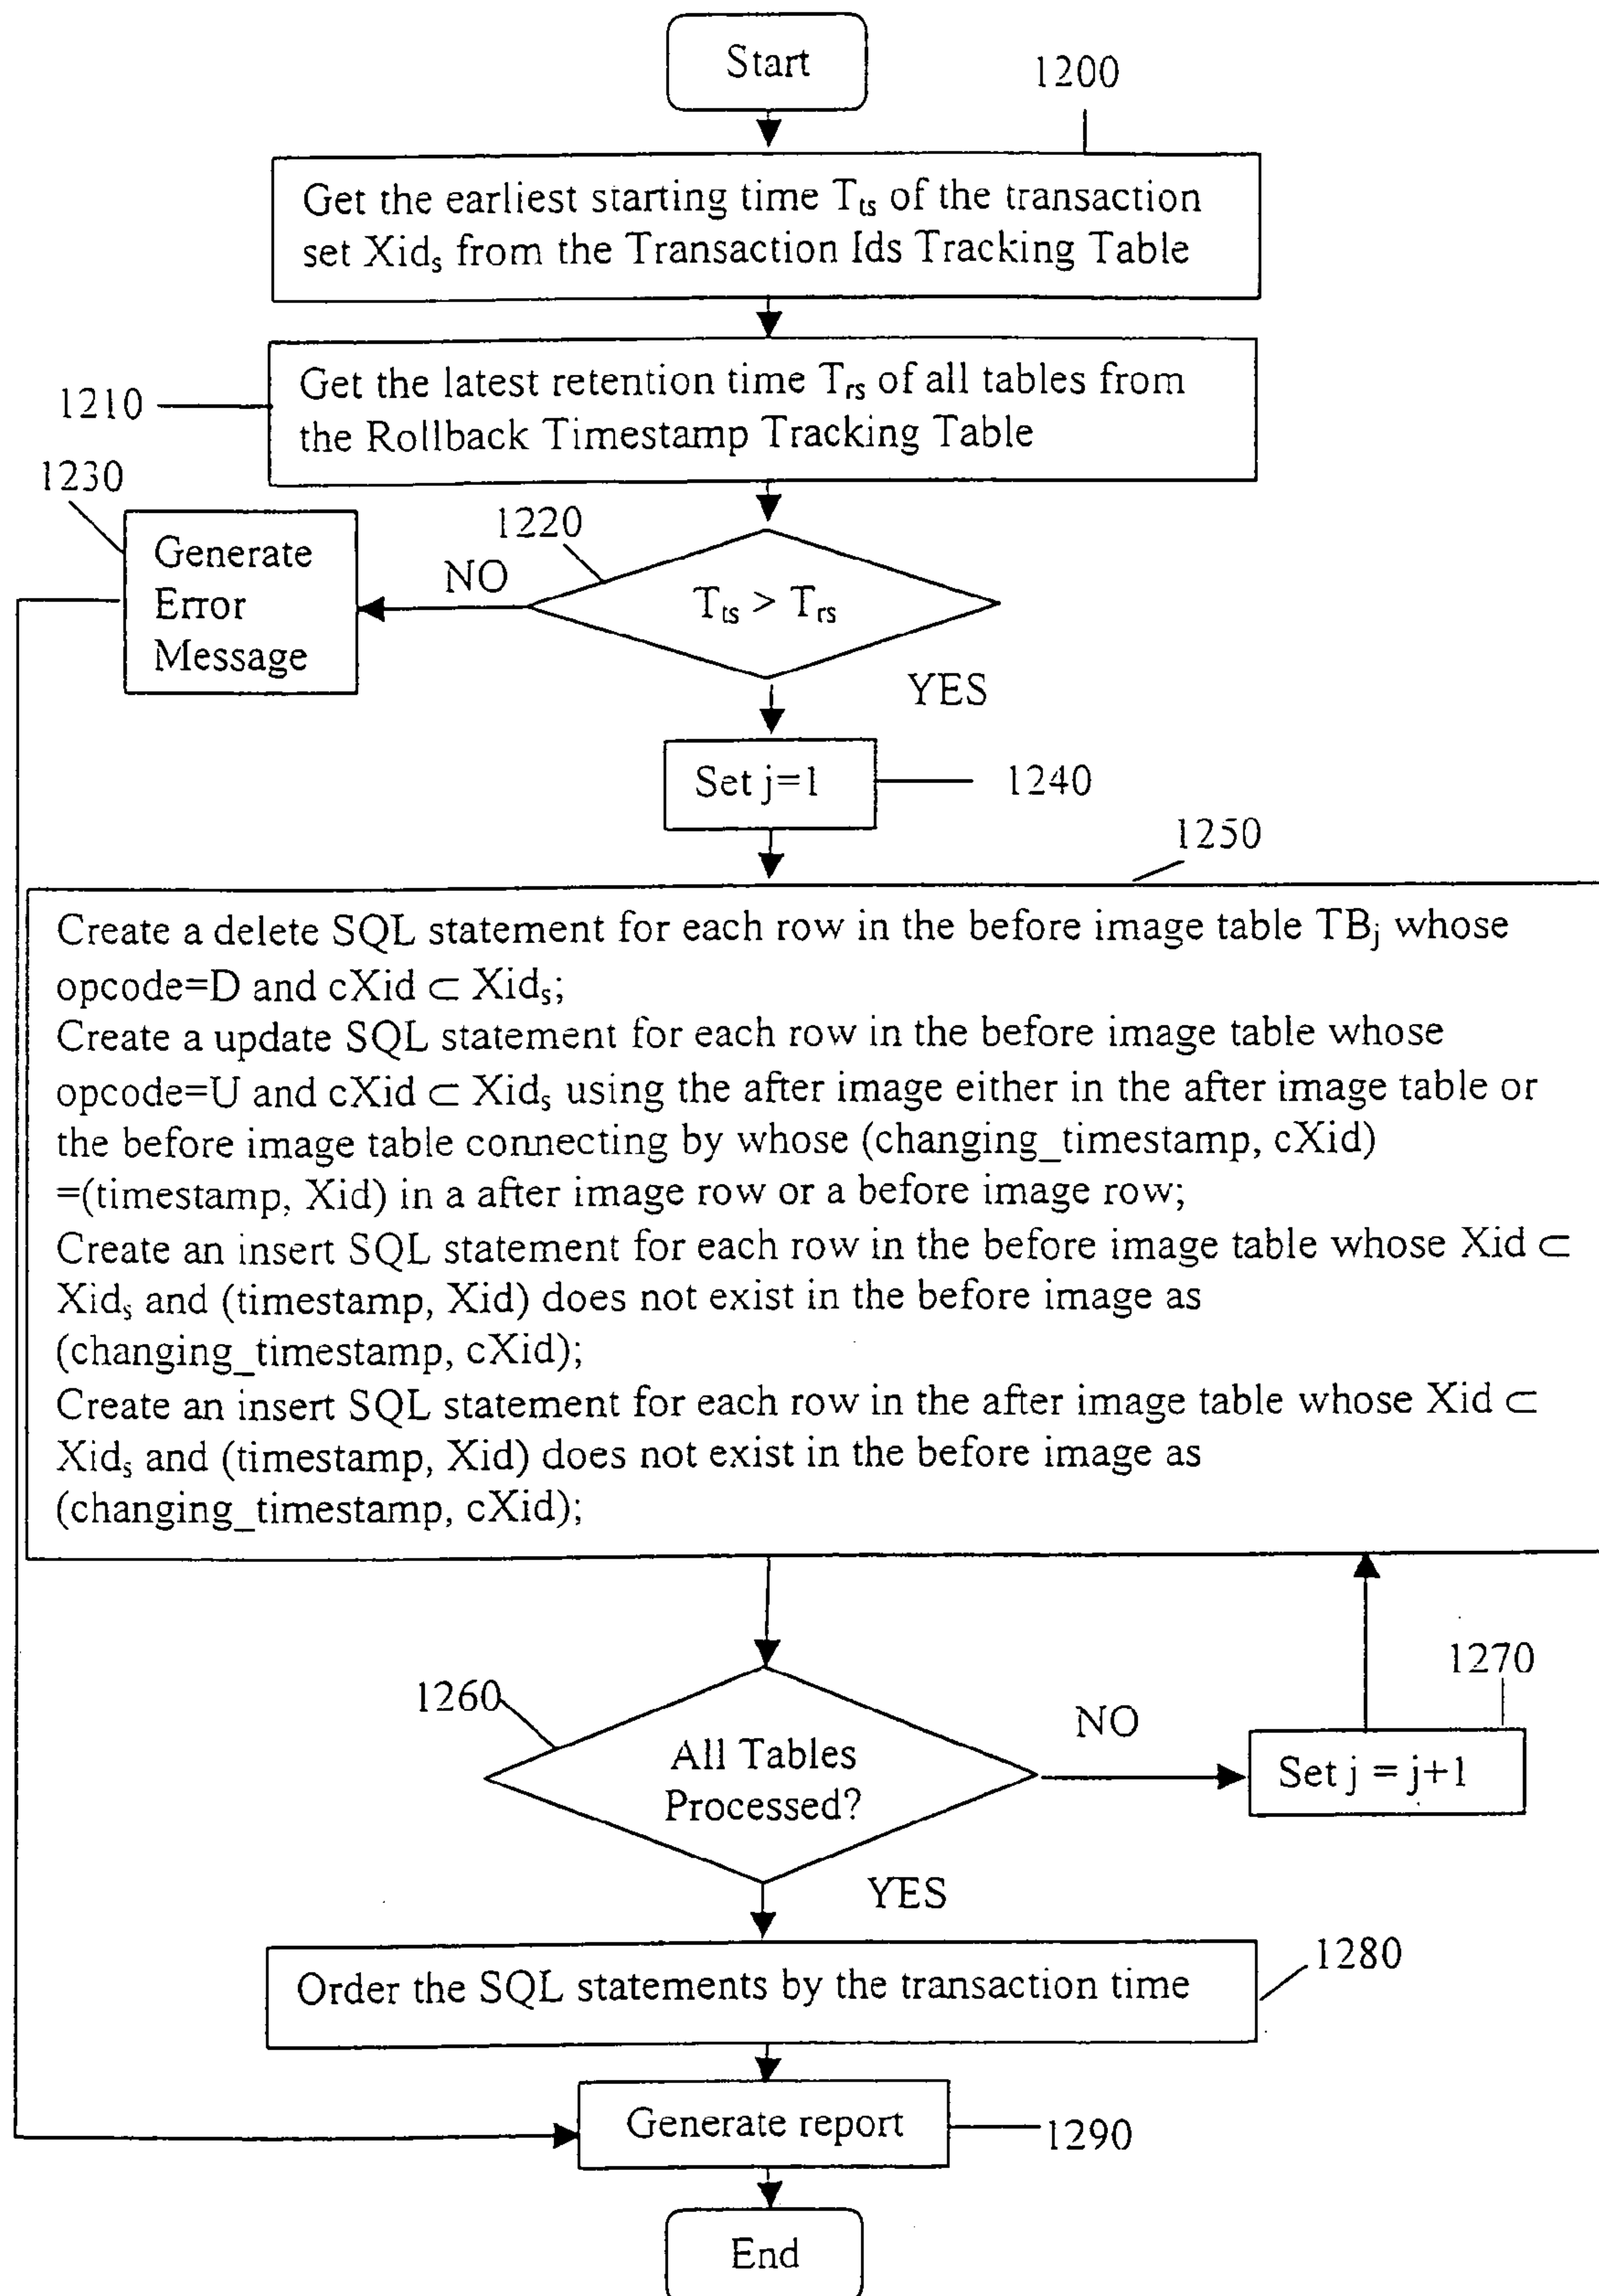 Start
1200
Get the earliest starting time Tts of the transaction
set Xids from the Transaction Ids Tracking Table
1210
Get the latest retention time Trs of all tables from
the Rollback Timestamp Tracking Table
1230
Generate
Error
Message
NO
1220
Tts > Trs
YES
Set j=1
1240
1250
Create a delete SQL statement for each row in the before image table TBj whose
opcode=D and cXid ⊂ Xids;
Create a update SQL statement for each row in the before image table whose
opcode=U and cXid ⊂ Xids using the after image either in the after image table or
the before image table connecting by whose (changing_timestamp, cXid)
=(timestamp, Xid) in a after image row or a before image row;
Create an insert SQL statement for each row in the before image table whose Xid ⊂
Xids and (timestamp, Xid) does not exist in the before image as
(changing_timestamp, cXid);
Create an insert SQL statement for each row in the after image table whose Xid ⊂
Xids and (timestamp, Xid) does not exist in the before image as
(changing_timestamp, cXid);
1260
All Tables
Processed?
NO
1270
Set j = j+1
YES
Order the SQL statements by the transaction time
1280
Generate report
1290
End